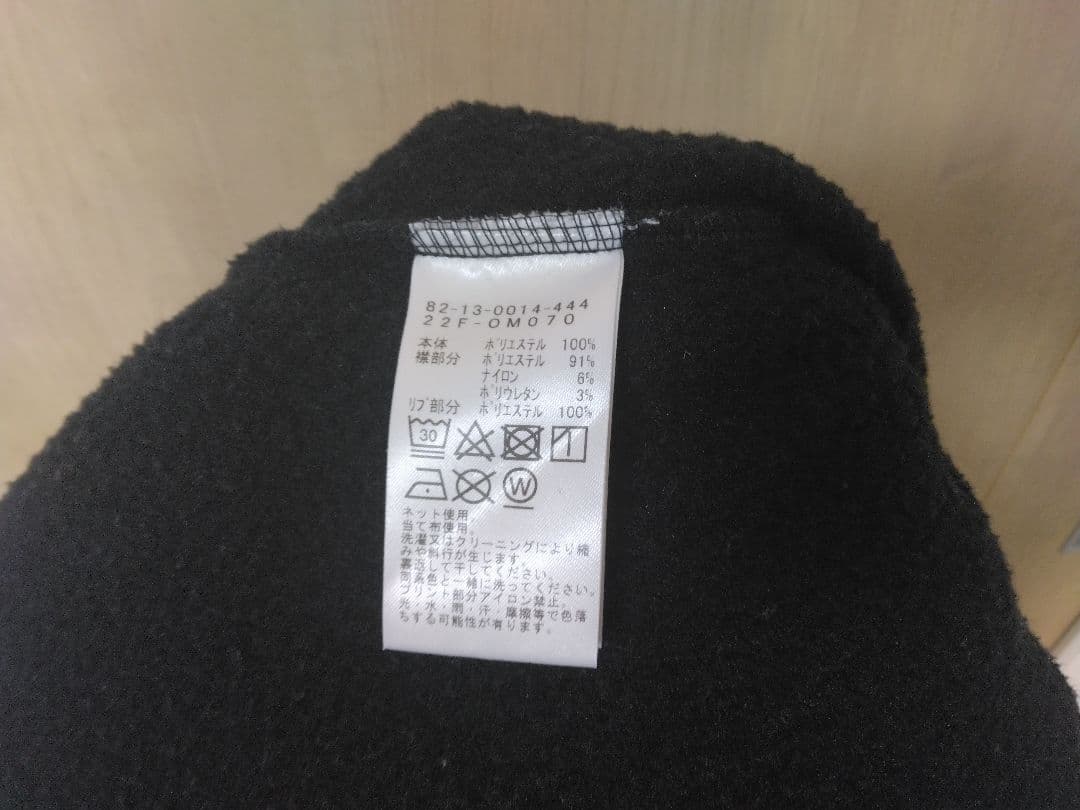 82-13-0014-444
22F-OM070
本体 ポリエステル 100%
襟部分 ポリエステル 91%
ナイロン 6%
ポリウレタン 3%
リブ部分 ポリエステル 100%
30
W
ネット使用。
当て布使用。
洗濯又はクリーニングにより縮
みや斜行が生じます。
裏返して干してください。
同系色と一緒に洗ってください。
プリント部分アイロン禁止。
光・水・雨・汗・摩擦等で色落
ちする可能性が有ります。